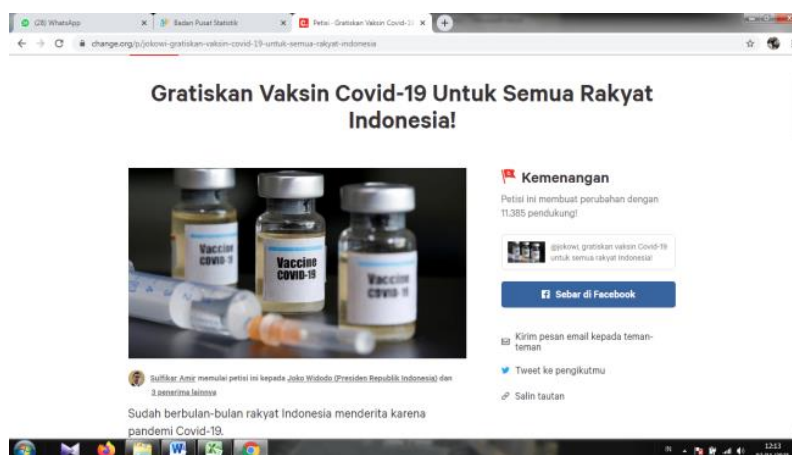 (28) WhatsApp
Badan Pusat Statistik
Petisi · Gratiskan Vaksin Covid-1
change.org/p/jokowi-gratiskan-vaksin-covid-19-untuk-semua-rakyat-indonesia
Gratiskan Vaksin Covid-19 Untuk Semua Rakyat
Indonesia!
Vaccine
COVID-19
Vaccine
COVID-19
Vaccine
COVID-19
Kemenangan
Petisi ini membuat perubahan dengan
11.385 pendukung!
@jokowi, gratiskan vaksin Covid-19
untuk semua rakyat Indonesia!
Sebar di Facebook
Kirim pesan email kepada teman-
teman
Tweet ke pengikutmu
Salin tautan
Sulfikar Amir memulai petisi ini kepada Joko Widodo (Presiden Republik Indonesia) dan
3 penerima lainnya
Sudah berbulan-bulan rakyat Indonesia menderita karena
pandemi Covid-19.
IN
12:13